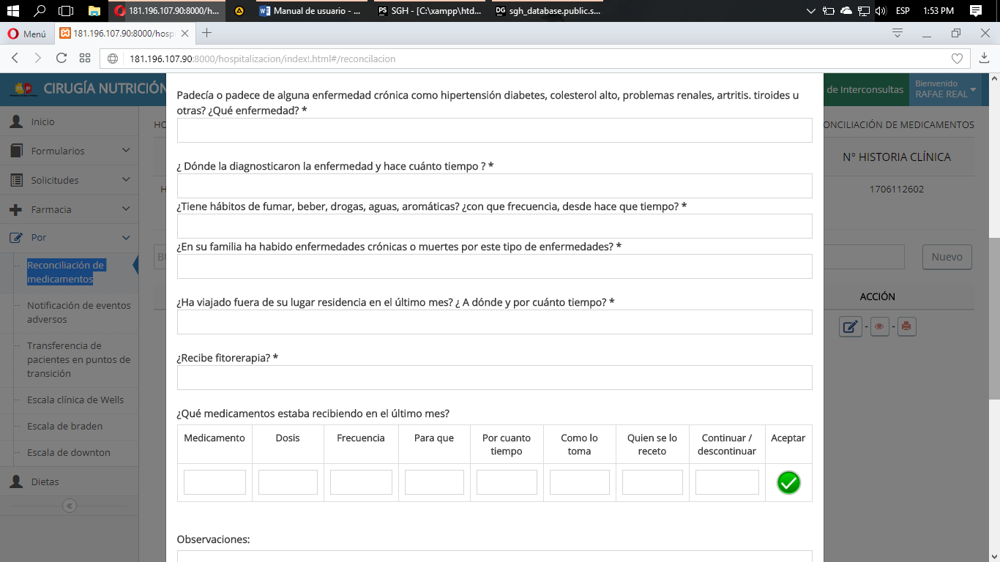 181.196.107.90:8000/h...
Manual de usuario - ...
SGH - [C:\xampp\htd...
sgh_database.public.s...
ESP
1:53 PM
Menú
181.196.107.90:8000/hosp
181.196.107.90:8000/hospitalizacion/index!.html#/reconcilacion
CIRUGÍA NUTRICIÓN
de Interconsultas
Bienvenido
RAFAE REAL
Inicio
Formularios
Solicitudes
Farmacia
Por
Reconciliación de
medicamentos
Notificación de eventos
adversos
Transferencia de
pacientes en puntos de
transición
Escala clínica de Wells
Escala de braden
Escala de downton
Dietas
HO
H
BU
Padecía o padece de alguna enfermedad crónica como hipertensión diabetes, colesterol alto, problemas renales, artritis. tiroides u
otras? ¿Qué enfermedad? *
¿ Dónde la diagnosticaron la enfermedad y hace cuánto tiempo ? *
¿Tiene hábitos de fumar, beber, drogas, aguas, aromáticas? ¿con que frecuencia, desde hace que tiempo? *
¿En su familia ha habido enfermedades crónicas o muertes por este tipo de enfermedades? *
¿Ha viajado fuera de su lugar residencia en el último mes? ¿ A dónde y por cuánto tiempo? *
¿Recibe fitorerapia? *
¿Qué medicamentos estaba recibiendo en el último mes?
Medicamento Dosis Frecuencia Para que Por cuanto tiempo Como lo toma Quien se lo receto Continuar / descontinuar Aceptar
Observaciones:
ONCILIACIÓN DE MEDICAMENTOS
N° HISTORIA CLÍNICA
1706112602
Nuevo
ACCIÓN